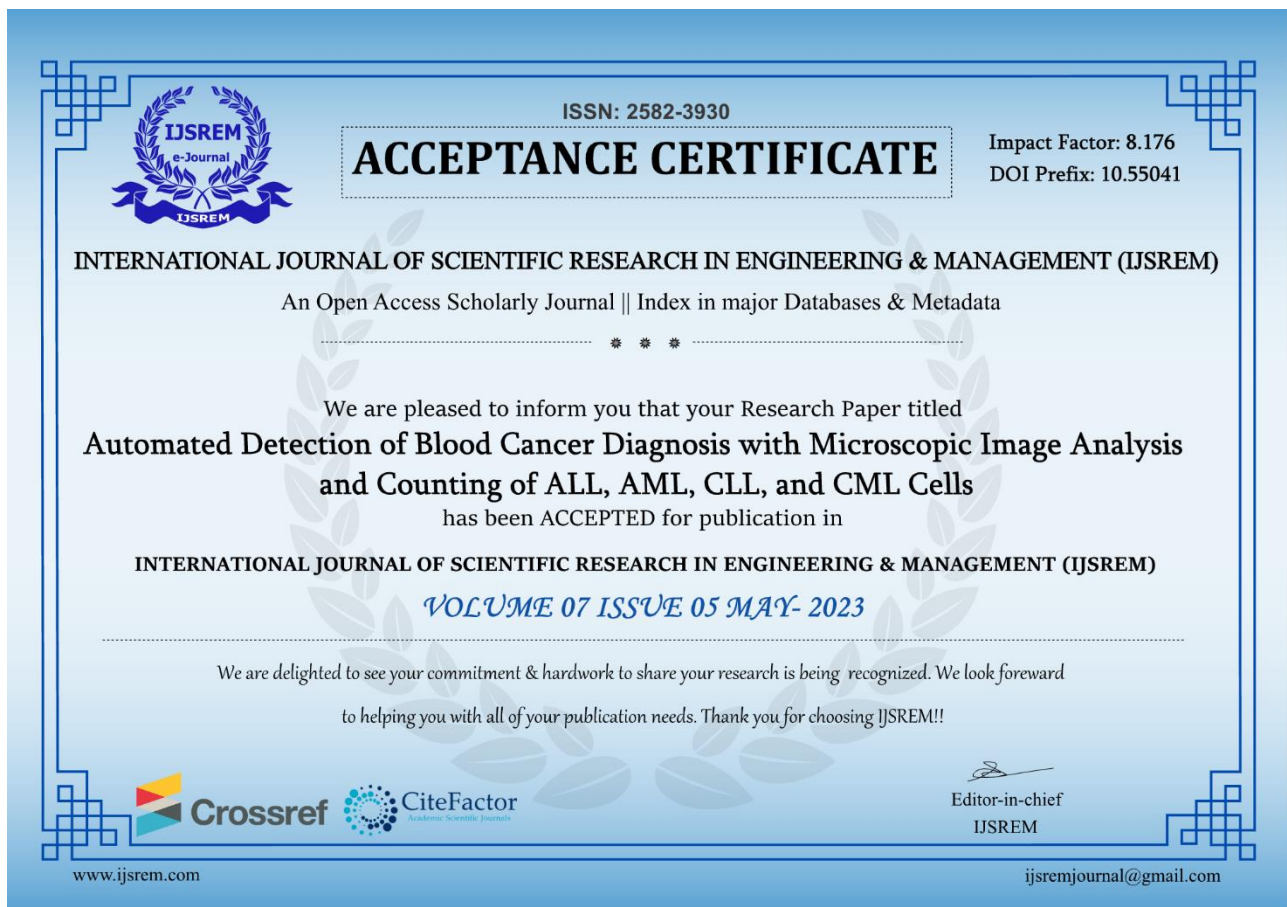 ISSN: 2582-3930
IJSREM
e-Journal
IJSREM
ACCEPTANCE CERTIFICATE
Impact Factor: 8.176
DOI Prefix: 10.55041
INTERNATIONAL JOURNAL OF SCIENTIFIC RESEARCH IN ENGINEERING & MANAGEMENT (IJSREM)
An Open Access Scholarly Journal || Index in major Databases & Metadata
We are pleased to inform you that your Research Paper titled
Automated Detection of Blood Cancer Diagnosis with Microscopic Image Analysis
and Counting of ALL, AML, CLL, and CML Cells
has been ACCEPTED for publication in
INTERNATIONAL JOURNAL OF SCIENTIFIC RESEARCH IN ENGINEERING & MANAGEMENT (IJSREM)
VOLUME 07 ISSUE 05 MAY- 2023
We are delighted to see your commitment & hardwork to share your research is being recognized. We look foreward
to helping you with all of your publication needs. Thank you for choosing IJSREM!!
Crossref
CiteFactor
Academic Scientific Journals
Editor-in-chief
IJSREM
www.ijsrem.com
ijsremjournal@gmail.com